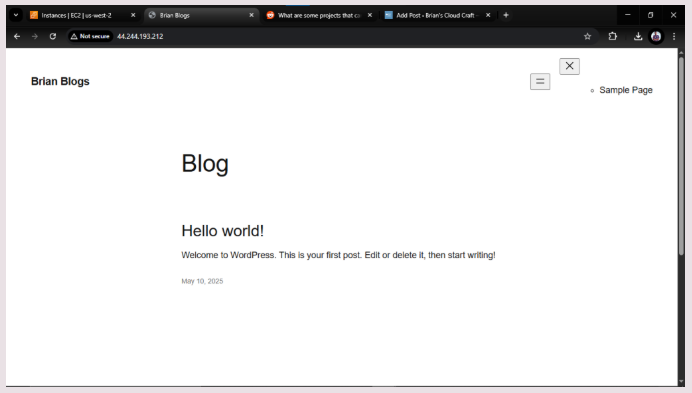 Instances | EC2 | us-west-2
Brian Blogs
What are some projects that ca
Add Post ‹ Brian's Cloud Craft —
Not secure
44.244.193.212
Brian Blogs
Sample Page
Blog
Hello world!
Welcome to WordPress. This is your first post. Edit or delete it, then start writing!
May 10, 2025